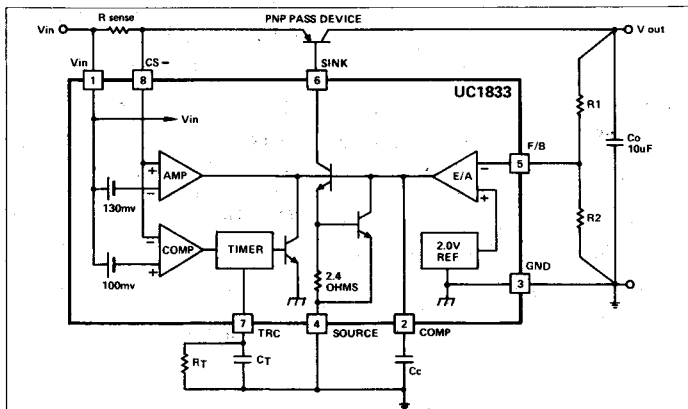 PNP PASS DEVICE
Vin
R sense
V out
Vin
CS –
SINK
1
8
6
UC1833
Vin
R1
F/B
Co
10uF
+
AMP
–
–
E/A
+
5
130mv
–
COMP
+
TIMER
2.0V
REF
R2
100mv
2.4
OHMS
GND
3
7
4
2
TRC
SOURCE
COMP
RT
CT
Cc